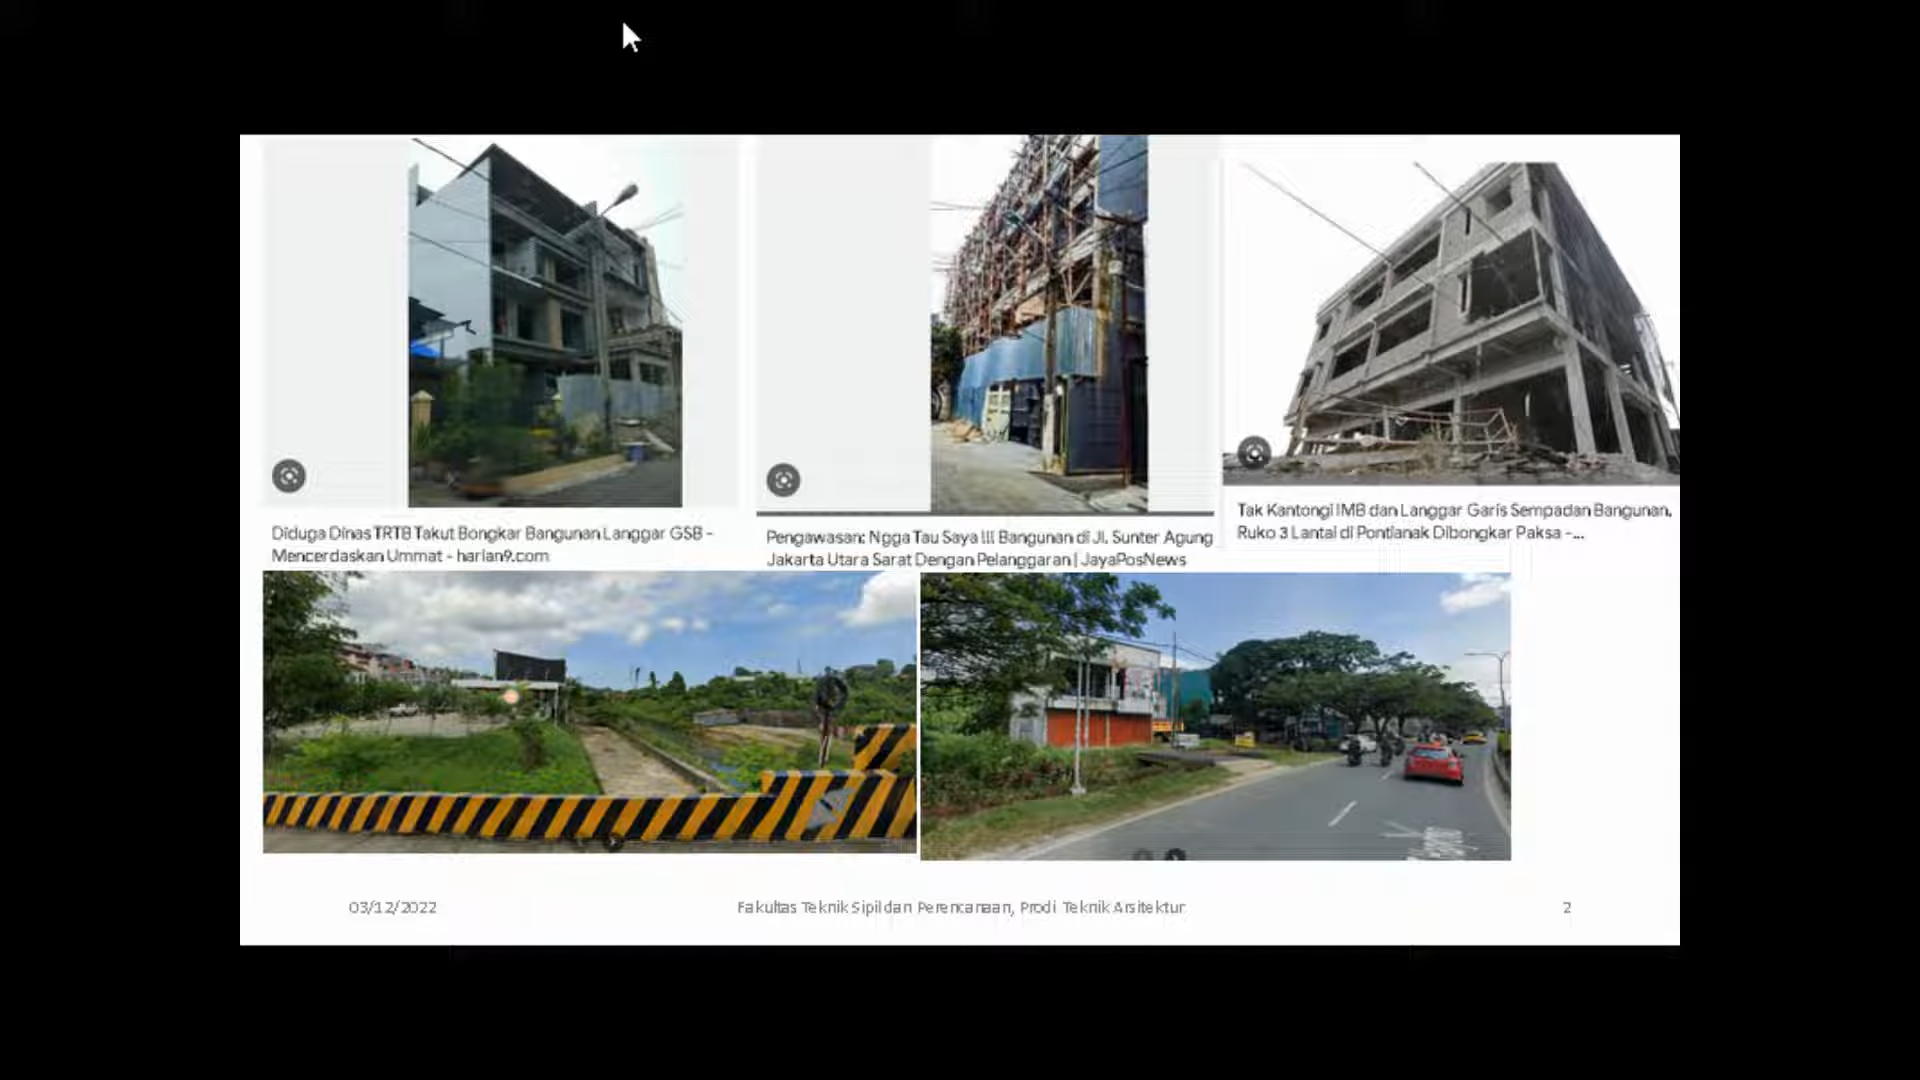 Diduga Dinas TRTB Takut Bongkar Bangunan Langgar GSB -
Mencerdaskan Ummat - harian9.com
Pengawasan: Ngga Tau Saya !!! Bangunan di Jl. Sunter Agung
Jakarta Utara Sarat Dengan Pelanggaran | JayaPosNews
Tak Kantongi IMB dan Langgar Garis Sempadan Bangunan,
Ruko 3 Lantai di Pontianak Dibongkar Paksa -...
03/12/2022
Fakultas Teknik Sipil dan Perencanaan, Prodi Teknik Arsitektur
2